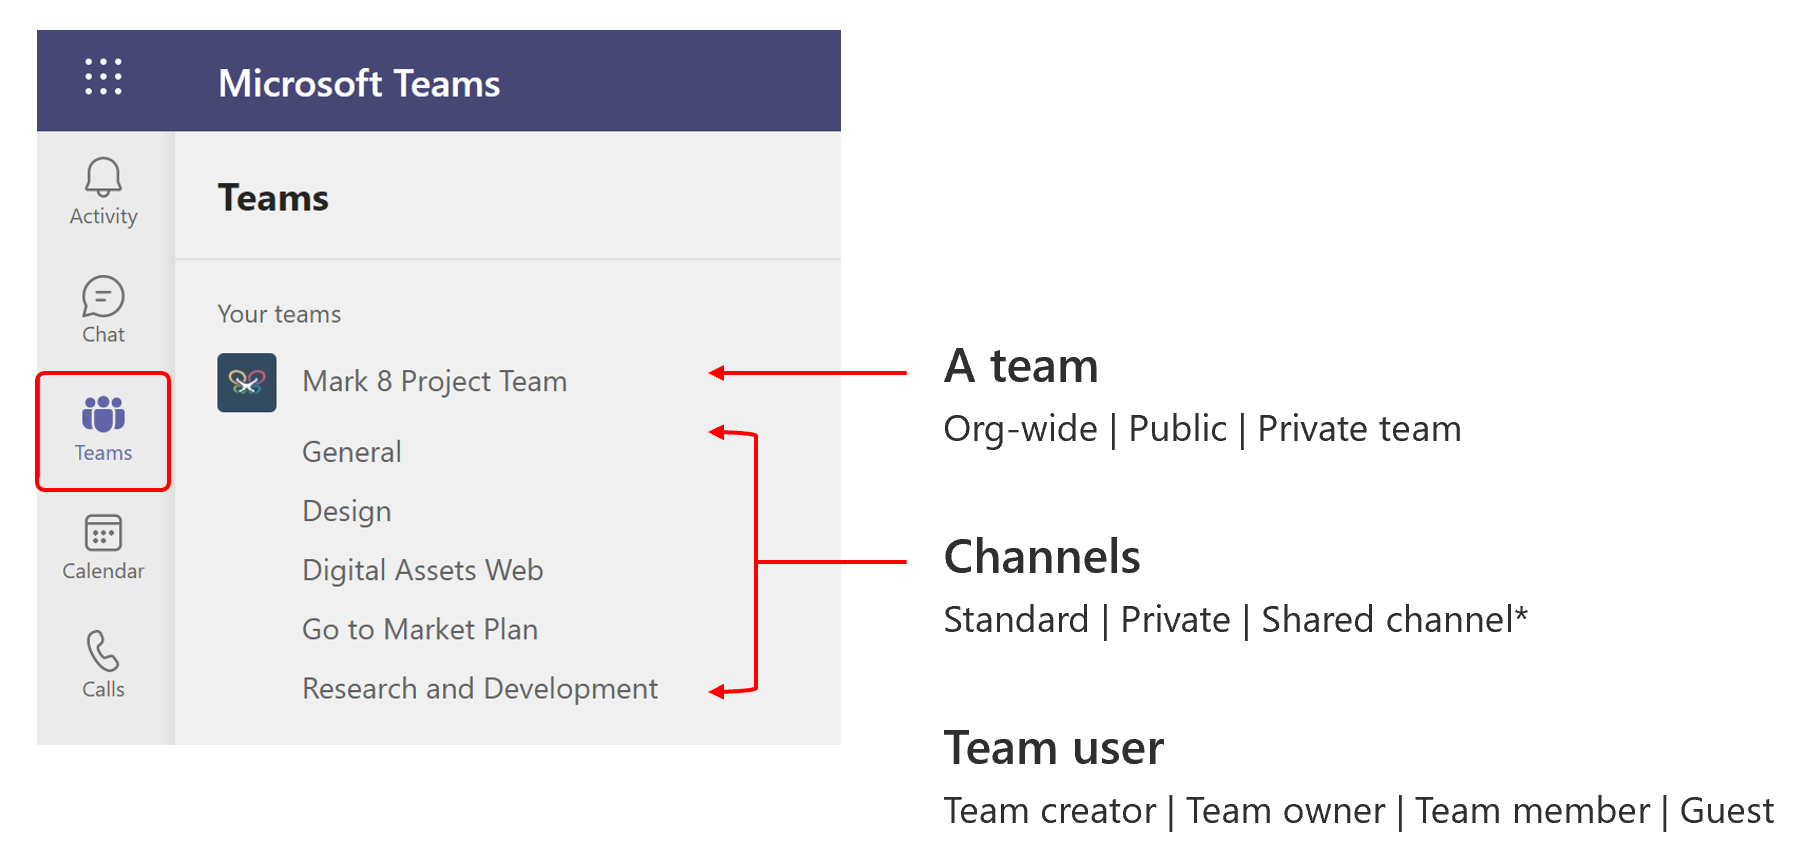 Microsoft Teams
Activity
Chat
Teams
Calendar
Calls
Teams
Your teams
Mark 8 Project Team
General
Design
Digital Assets Web
Go to Market Plan
Research and Development
A team
Org-wide | Public | Private team
Channels
Standard | Private | Shared channel*
Team user
Team creator | Team owner | Team member | Guest